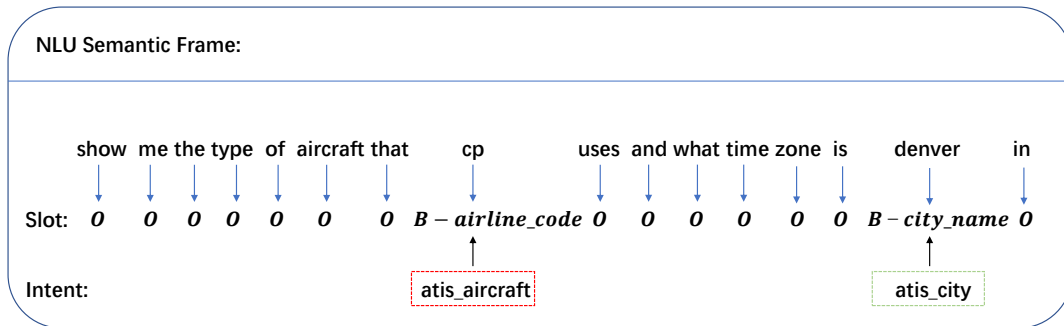 NLU Semantic Frame:
show me the type of aircraft that cp uses and what time zone is denver in
Slot: O O O O O O O B − airline_code O O O O O O B − city_name O
atis_aircraft atis_city
Intent: